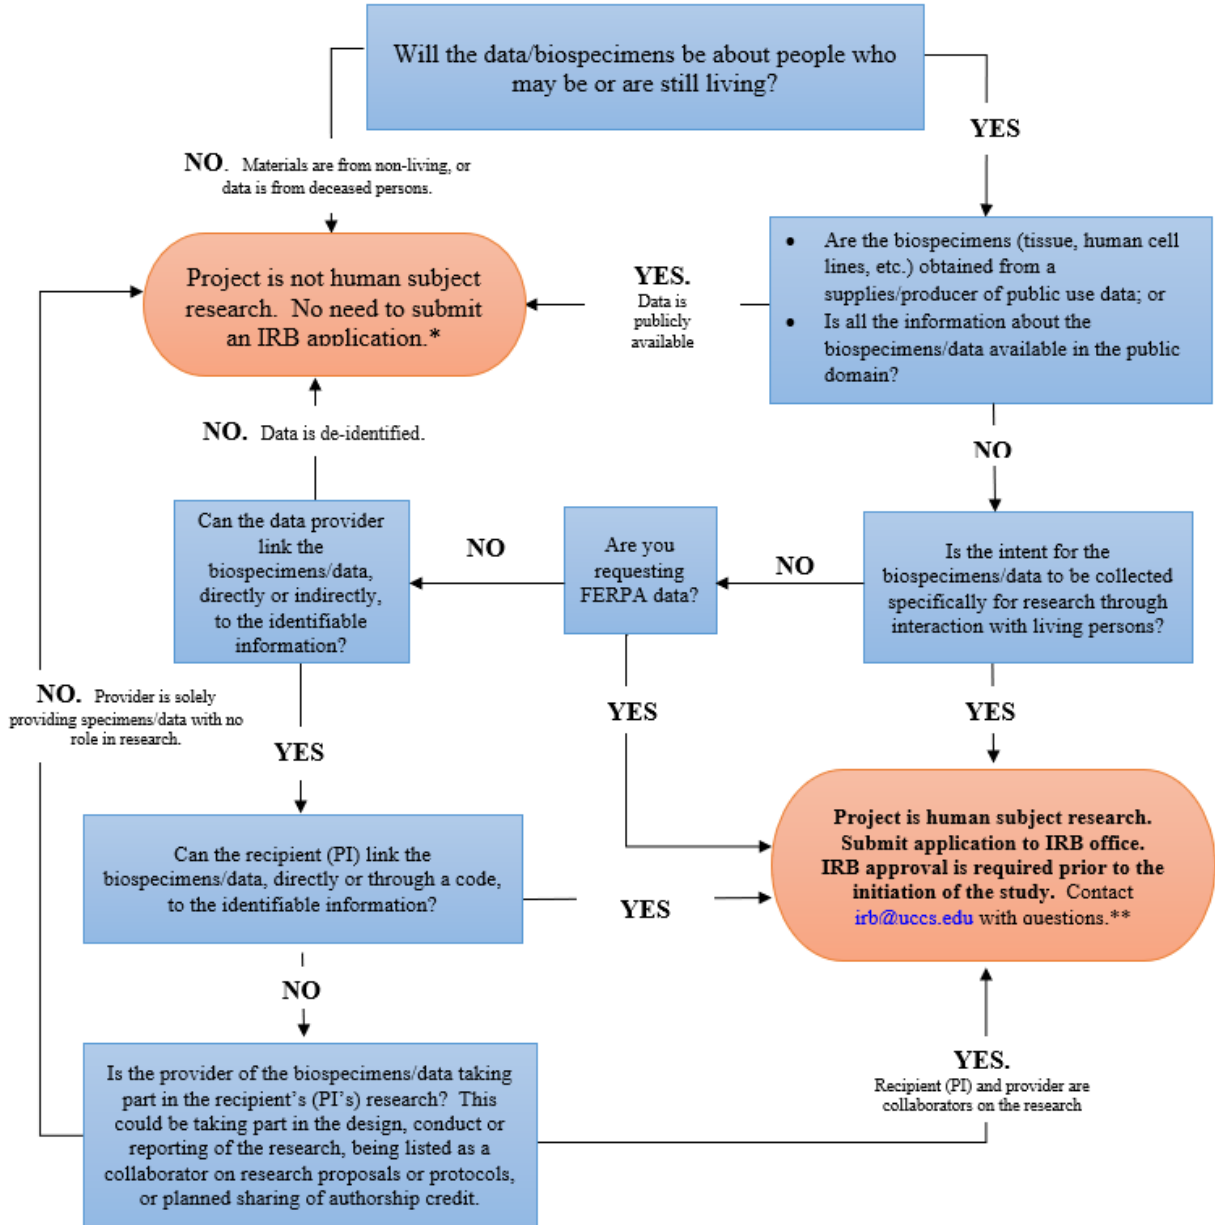 Will the data/biospecimens be about people who
may be or are still living?
YES
NO. Materials are from non-living, or
data is from deceased persons.
Project is not human subject
research. No need to submit
an IRB application.*
YES.
Data is
publicly
available
• Are the biospecimens (tissue, human cell
lines, etc.) obtained from a
supplies/producer of public use data; or
• Is all the information about the
biospecimens/data available in the public
domain?
NO. Data is de-identified.
NO
Can the data provider
link the
biospecimens/data,
directly or indirectly,
to the identifiable
information?
NO
Are you
requesting
FERPA data?
NO
Is the intent for the
biospecimens/data to be collected
specifically for research through
interaction with living persons?
NO. Provider is solely
providing specimens/data with no
role in research.
YES
YES
YES
Project is human subject research.
Submit application to IRB office.
IRB approval is required prior to the
initiation of the study. Contact
irb@uccs.edu with questions.**
Can the recipient (PI) link the
biospecimens/data, directly or through a code,
to the identifiable information?
YES
NO
Is the provider of the biospecimens/data taking
part in the recipient's (PI's) research? This
could be taking part in the design, conduct or
reporting of the research, being listed as a
collaborator on research proposals or protocols,
or planned sharing of authorship credit.
YES.
Recipient (PI) and provider are
collaborators on the research